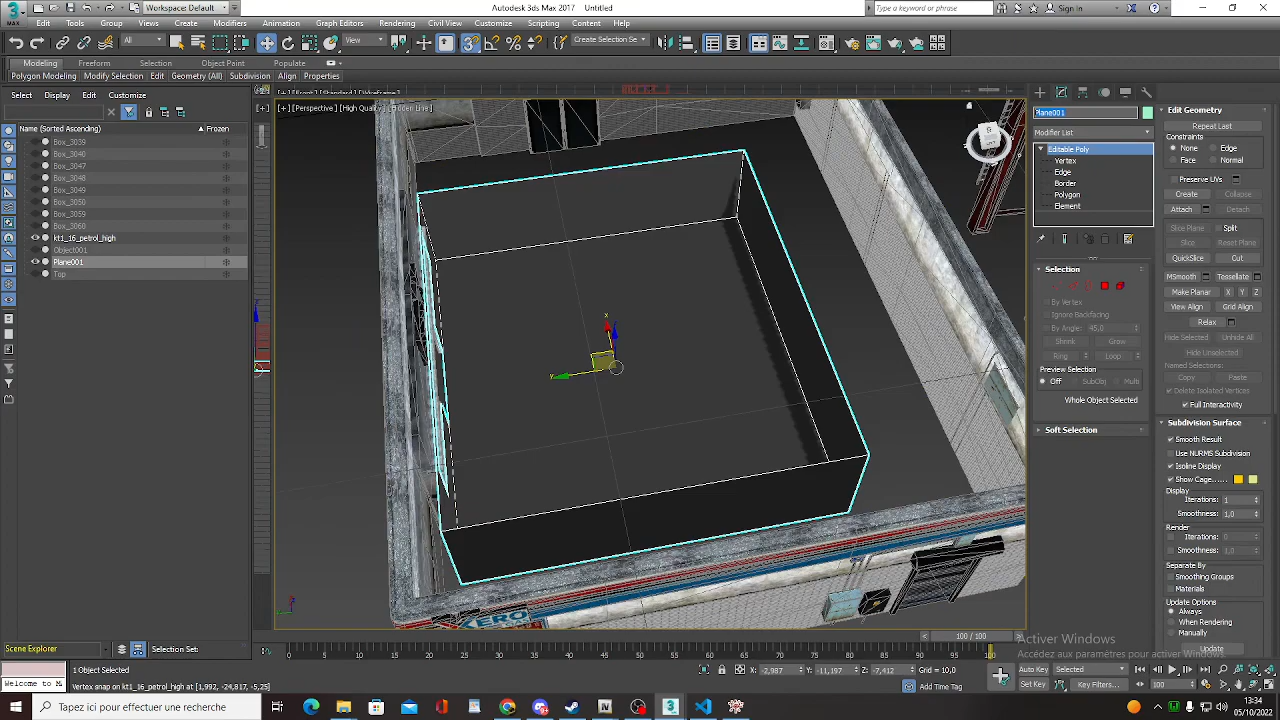 Autodesk 3ds Max 2017    Untitled
Workspace: Default
Type a keyword or phrase
Sign In
MAX
Edit Tools Group Views Create Modifiers Animation Graph Editors Rendering Civil View Customize Scripting Content Help
All
View
Create Selection Se
Modeling Freeform Selection Object Paint Populate
Polygon Modeling Modify Selection Edit Geometry (All) Subdivision Align Properties
Select Display Edit Customize
Name (Sorted Ascending) ▲ Frozen
Box_3039
Box_3040
Box_3047
Box_3048
Box_3049
Box_3050
Box_3059
Box_3060
kt1_16_petrol_high
Object001
Plane001
Top
[+] [Perspective] [High Qual
x
y
XERO
Plane001
Modifier List
Editable Poly
Vertex
Edge
Border
Polygon
Element
Selection
By Vertex
Ignore Backfacing
By Angle: 45,0
Shrink Grow
Ring Loop
Preview Selection
Off SubObj Multi
Whole Object Selected
Soft Selection
Edit Geometry
Repeat Last
Constraints
None Edge
Face Normal
Preserve UVs
Create Collapse
Attach Detach
Slice Plane Split
Slice Reset Plane
QuickSlice Cut
MSmooth Tessellate
Make Planar X Y Z
View Align Grid Align
Relax
Hide Selected Unhide All
Hide Unselected
Named Selections:
Copy Paste
Delete Isolated Vertices
Full Interactivity
Subdivision Surface
Smooth Result
Use NURMS Subdivision
Isoline Display
Show Cage......
Display
Iterations: 1
Smoothness: 1,0
Render
Iterations: 0
Smoothness: 1,0
Separate By
Smoothing Groups
Materials
Update Options
Always
When Rendering
Manually
Update
Activer Windows
Accédez aux paramètres pour activer Windows.
100 / 100
Scene Explorer
Selection Set:
0 5 10 15 20 25 30 35 40 45 50 55 60 65 70 75 80 85 90 95 100
1 Object Selected
X: -2,987 Y: -11,197 Z: -7,412 Grid = 10,0
Auto Key Selected
Welcome to M
Vertex snap on kt1_16_petrol_high at [1,992, -24,817, -5,25]
Add Time Tag
Set Key Key Filters... 100
Tapez ici pour effectuer une recherche
13:34
05/10/2022